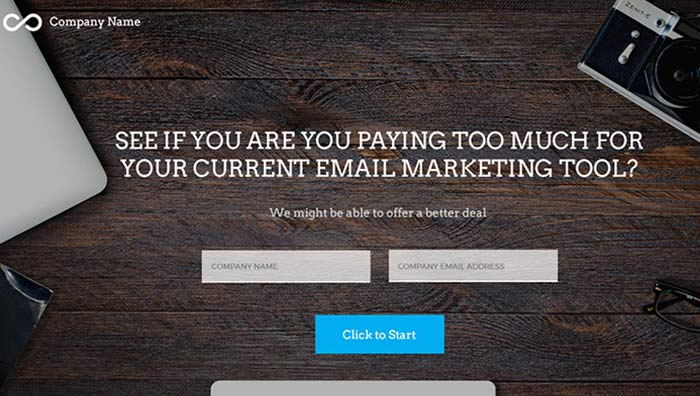 Company Name
ZENIT-E
SEE IF YOU ARE YOU PAYING TOO MUCH FOR
YOUR CURRENT EMAIL MARKETING TOOL?
We might be able to offer a better deal
COMPANY NAME
COMPANY EMAIL ADDRESS
Click to Start